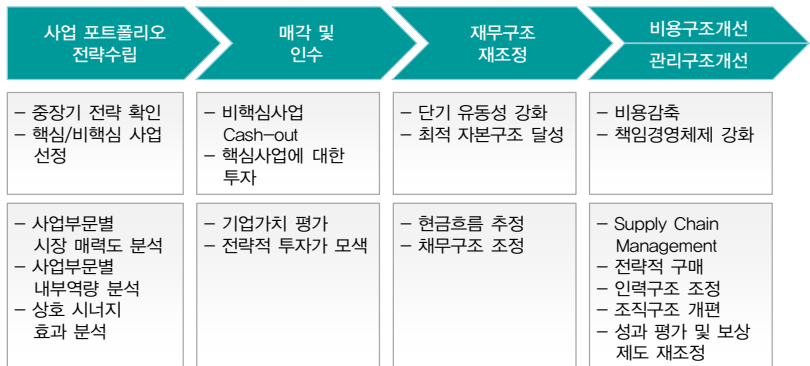 사업 포트폴리오
전략수립
매각 및
인수
재무구조
재조정
비용구조개선
관리구조개선
– 중장기 전략 확인
– 핵심/비핵심 사업
선정
– 비핵심사업
Cash-out
– 핵심사업에 대한
투자
– 단기 유동성 강화
– 최적 자본구조 달성
– 비용감축
– 책임경영체제 강화
– 사업부문별
시장 매력도 분석
– 사업부문별
내부역량 분석
– 상호 시너지
효과 분석
– 기업가치 평가
– 전략적 투자가 모색
– 현금흐름 추정
– 채무구조 조정
– Supply Chain
Management
– 전략적 구매
– 인력구조 조정
– 조직구조 개편
– 성과 평가 및 보상
제도 재조정